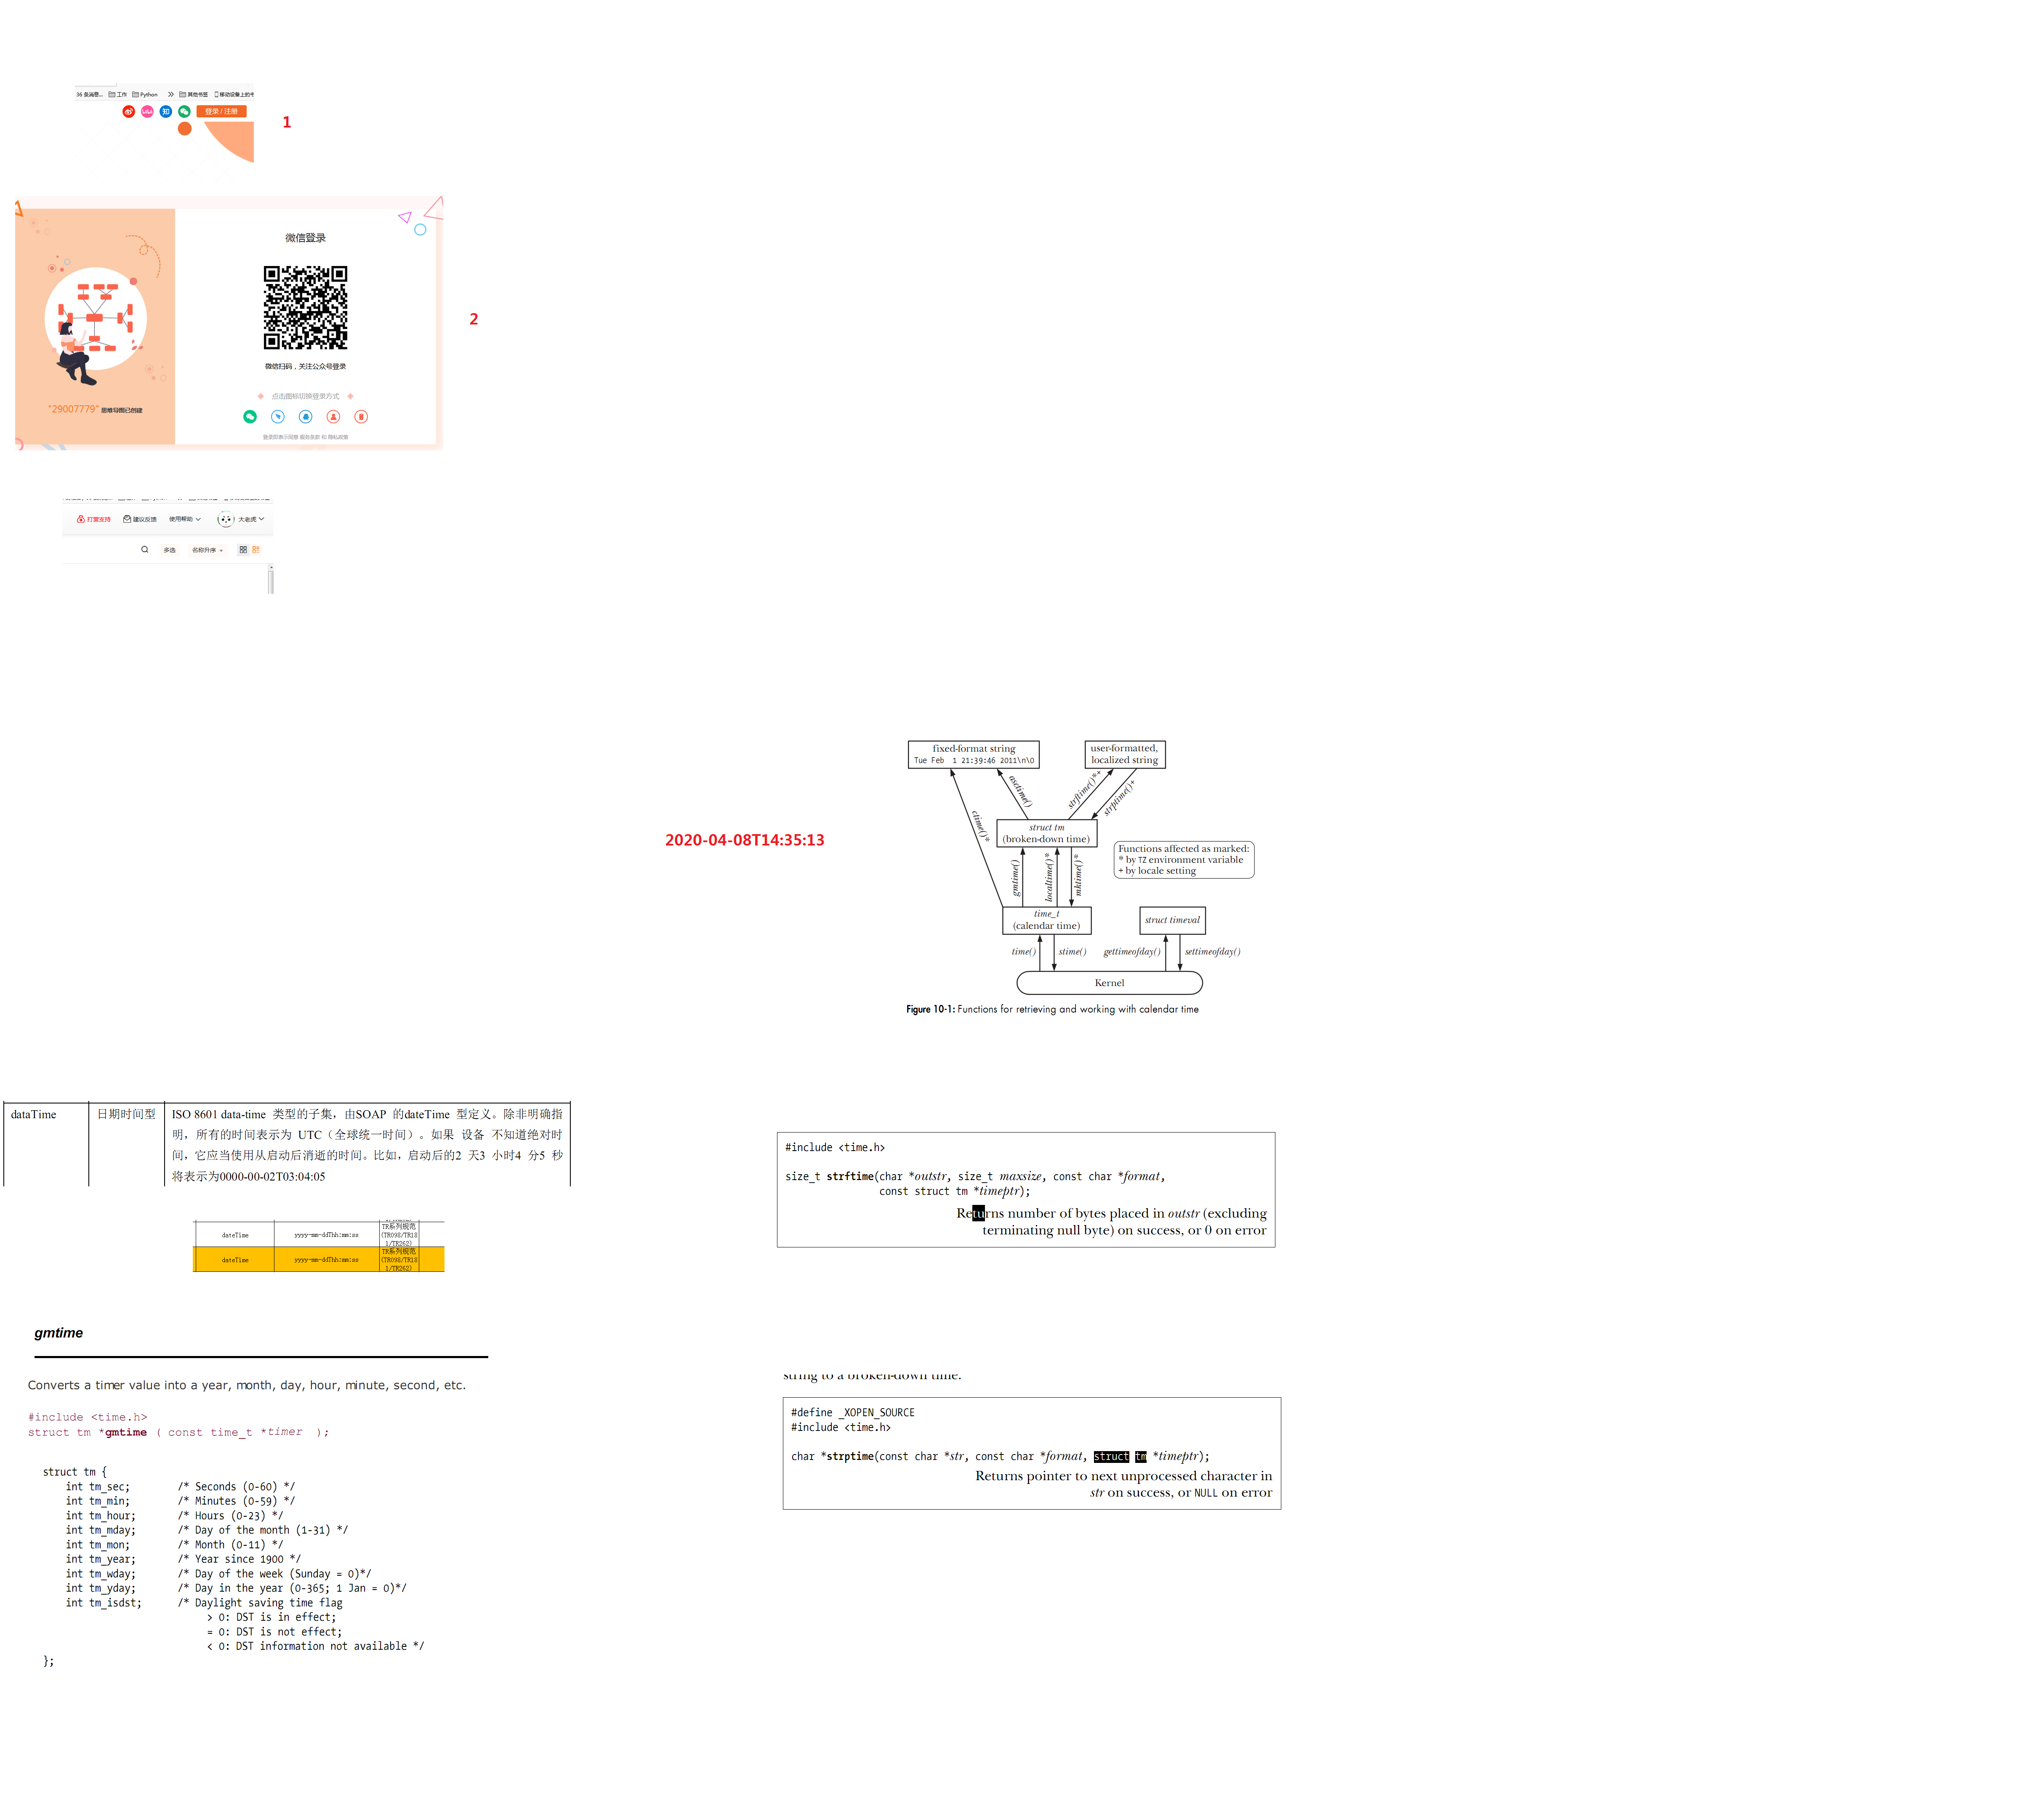 36 条消息... 工作 Python 其他书签 移动设备上的书
知 登录 / 注册
1
微信登录
微信扫码，关注公众号登录
点击图标切换登录方式
登录即表示同意 服务条款 和 隐私政策
"29007779" 思维导图已创建
2
打赏支持 建议反馈 使用帮助 大老虎
多选 名称升序
fixed-format string
Tue Feb  1 21:39:46 2011\n\0
user-formatted,
localized string
asctime()
strftime()*+
strptime()+
ctime()*
struct tm
(broken-down time)
Functions affected as marked:
* by TZ environment variable
+ by locale setting
gmtime()
localtime()*
mktime()*
time_t
(calendar time)
struct timeval
time()
stime()
gettimeofday()
settimeofday()
Kernel
Figure 10-1: Functions for retrieving and working with calendar time
2020-04-08T14:35:13
dataTime 日期时间型 ISO 8601 data-time 类型的子集，由SOAP 的dateTime 型定义。除非明确指
明，所有的时间表示为 UTC（全球统一时间）。如果 设备 不知道绝对时
间，它应当使用从启动后消逝的时间。比如，启动后的2 天3 小时4 分5 秒
将表示为0000-00-02T03:04:05
dateTime yyyy-mm-ddThh:mm:ss TR系列规范
(TR098/TR18
1/TR262)
dateTime yyyy-mm-ddThh:mm:ss TR系列规范
(TR098/TR18
1/TR262)
#include <time.h>
size_t strftime(char *outstr, size_t maxsize, const char *format,
const struct tm *timeptr);
Returns number of bytes placed in outstr (excluding
terminating null byte) on success, or 0 on error
gmtime
Converts a timer value into a year, month, day, hour, minute, second, etc.
#include <time.h>
struct tm *gmtime ( const time_t *timer );
struct tm {
int tm_sec; /* Seconds (0-60) */
int tm_min; /* Minutes (0-59) */
int tm_hour; /* Hours (0-23) */
int tm_mday; /* Day of the month (1-31) */
int tm_mon; /* Month (0-11) */
int tm_year; /* Year since 1900 */
int tm_wday; /* Day of the week (Sunday = 0)*/
int tm_yday; /* Day in the year (0-365; 1 Jan = 0)*/
int tm_isdst; /* Daylight saving time flag
> 0: DST is in effect;
= 0: DST is not effect;
< 0: DST information not available */
};
string to a broken-down time.
#define _XOPEN_SOURCE
#include <time.h>
char *strptime(const char *str, const char *format, struct tm *timeptr);
Returns pointer to next unprocessed character in
str on success, or NULL on error